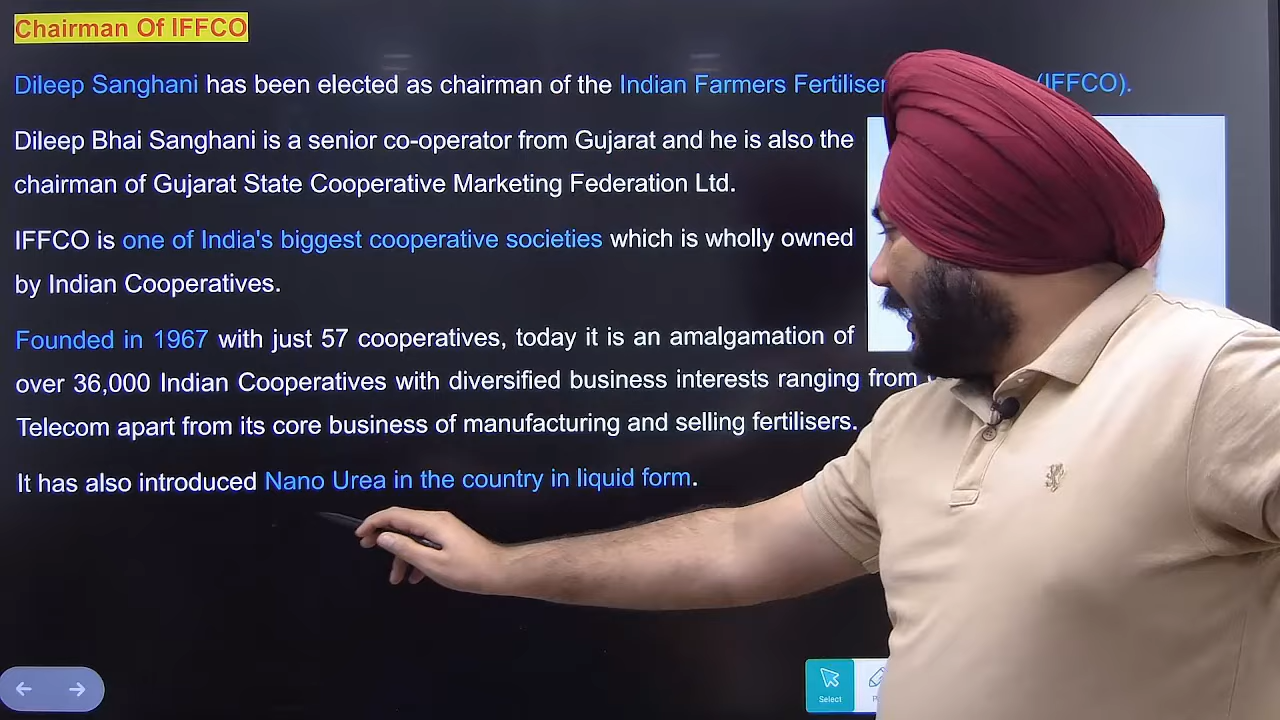 Chairman Of IFFCO
Dileep Sanghani has been elected as chairman of the Indian Farmers Fertiliser (IFFCO).
Dileep Bhai Sanghani is a senior co-operator from Gujarat and he is also the
chairman of Gujarat State Cooperative Marketing Federation Ltd.
IFFCO is one of India's biggest cooperative societies which is wholly owned
by Indian Cooperatives.
Founded in 1967 with just 57 cooperatives, today it is an amalgamation of
over 36,000 Indian Cooperatives with diversified business interests ranging from
Telecom apart from its core business of manufacturing and selling fertilisers.
It has also introduced Nano Urea in the country in liquid form.
Select